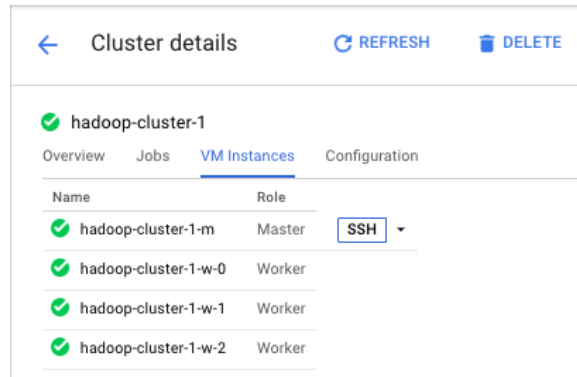 Cluster details REFRESH DELETE
hadoop-cluster-1
Overview Jobs VM Instances Configuration
Name Role
hadoop-cluster-1-m Master SSH
hadoop-cluster-1-w-0 Worker
hadoop-cluster-1-w-1 Worker
hadoop-cluster-1-w-2 Worker